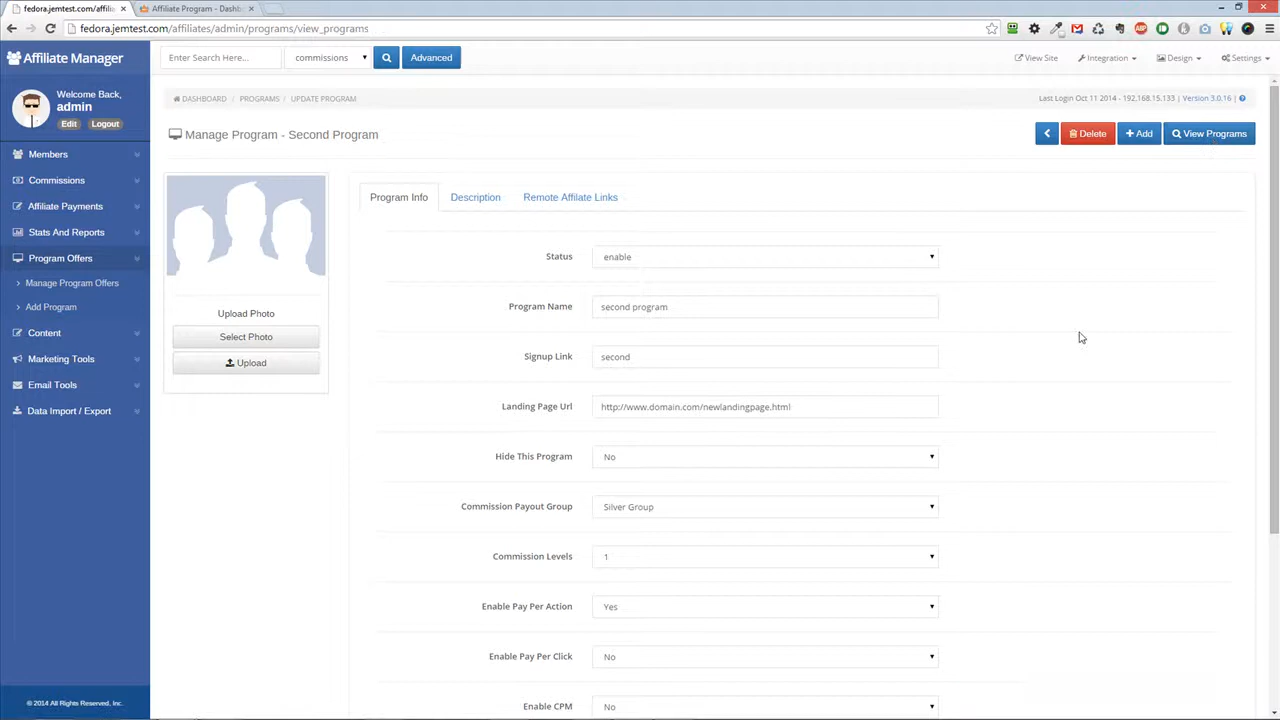 fedora.jemtest.com/affilia
Affiliate Program - Dashb
fedora.jemtest.com/affiliates/admin/programs/view_programs
Affiliate Manager
Enter Search Here...
commissions
Advanced
View Site
Integration
Design
Settings
Welcome Back,
admin
Edit
Logout
DASHBOARD
PROGRAMS
UPDATE PROGRAM
Last Login Oct 11 2014 - 192.168.15.133 | Version 3.0.16 |
Manage Program - Second Program
Delete
Add
View Programs
Members
Commissions
Affiliate Payments
Stats And Reports
Program Offers
Manage Program Offers
Add Program
Content
Marketing Tools
Email Tools
Data Import / Export
© 2014 All Rights Reserved, Inc.
Upload Photo
Select Photo
Upload
Program Info
Description
Remote Affilate Links
Status
enable
Program Name
second program
Signup Link
second
Landing Page Url
http://www.domain.com/newlandingpage.html
Hide This Program
No
Commission Payout Group
Silver Group
Commission Levels
1
Enable Pay Per Action
Yes
Enable Pay Per Click
No
Enable CPM
No